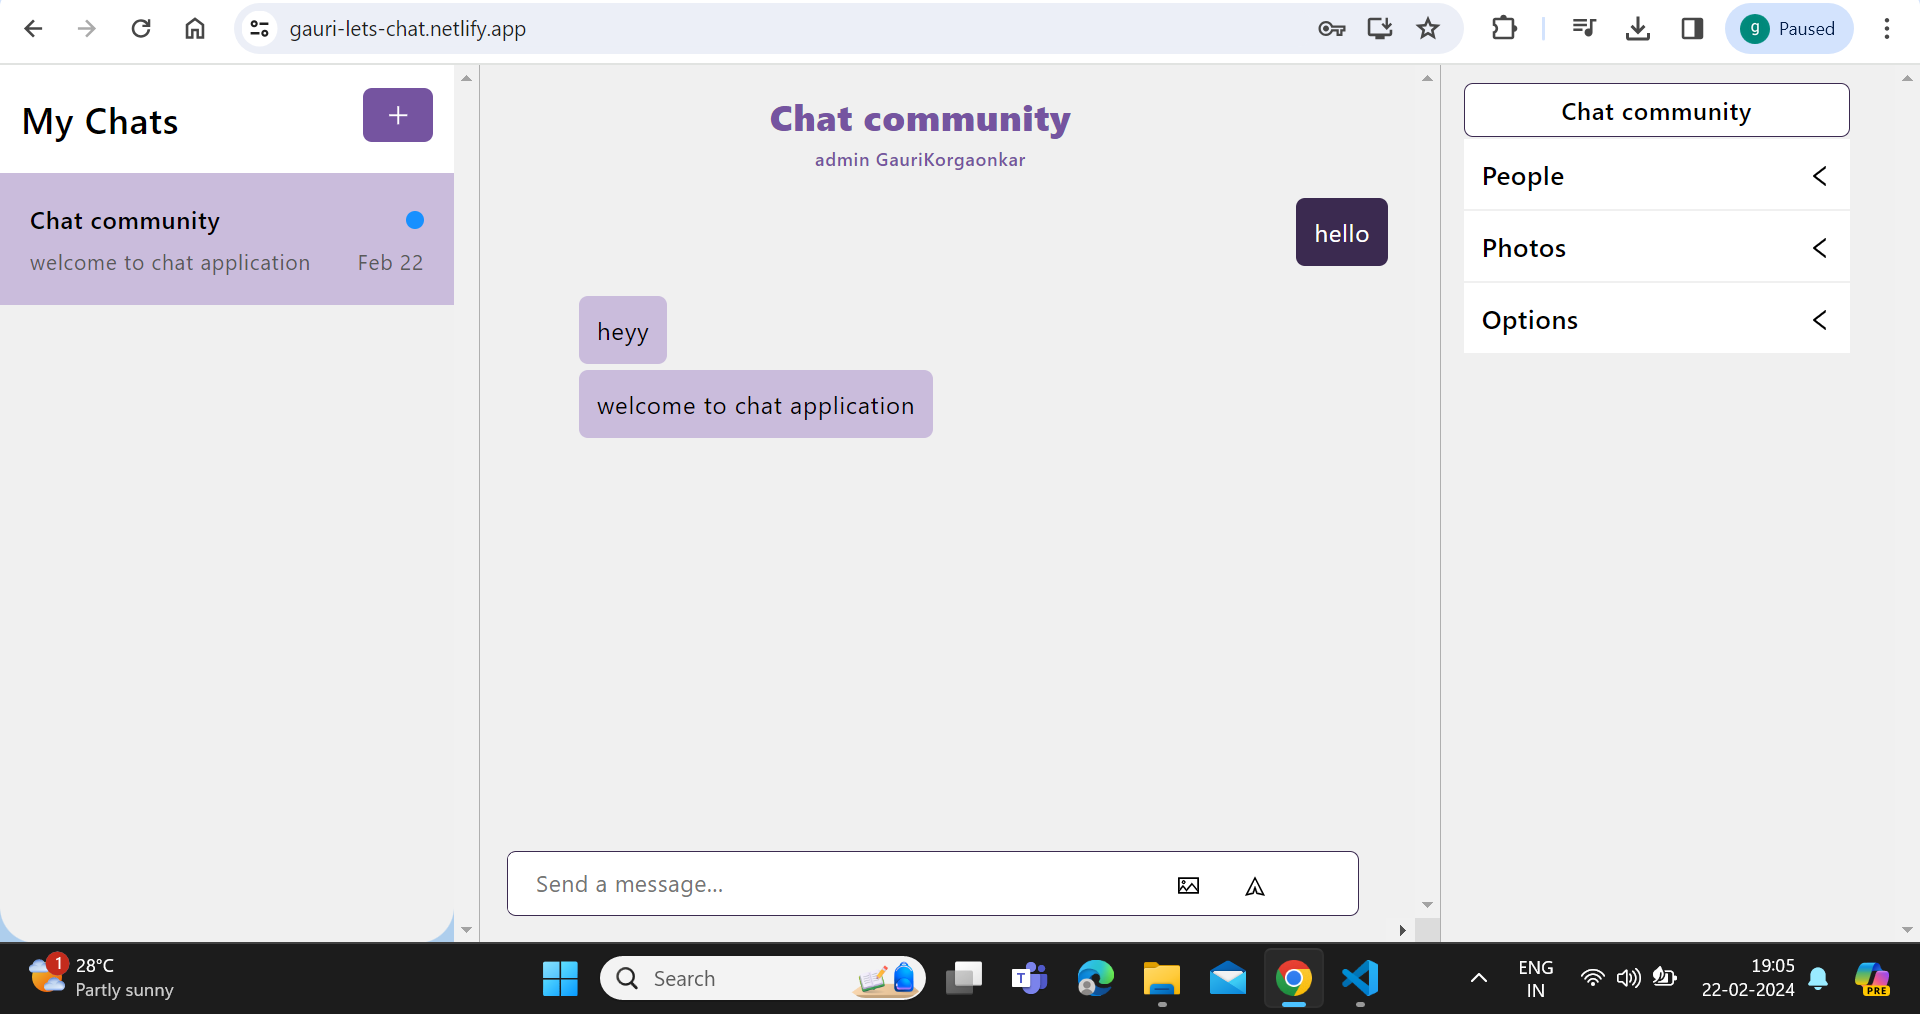 gauri-lets-chat.netlify.app
g Paused
My Chats
+
Chat community
welcome to chat application Feb 22
Chat community
admin GauriKorgaonkar
hello
heyy
welcome to chat application
Send a message...
Chat community
People
Photos
Options
1
28°C
Partly sunny
Search
T
ENG
IN
19:05
22-02-2024
PRE